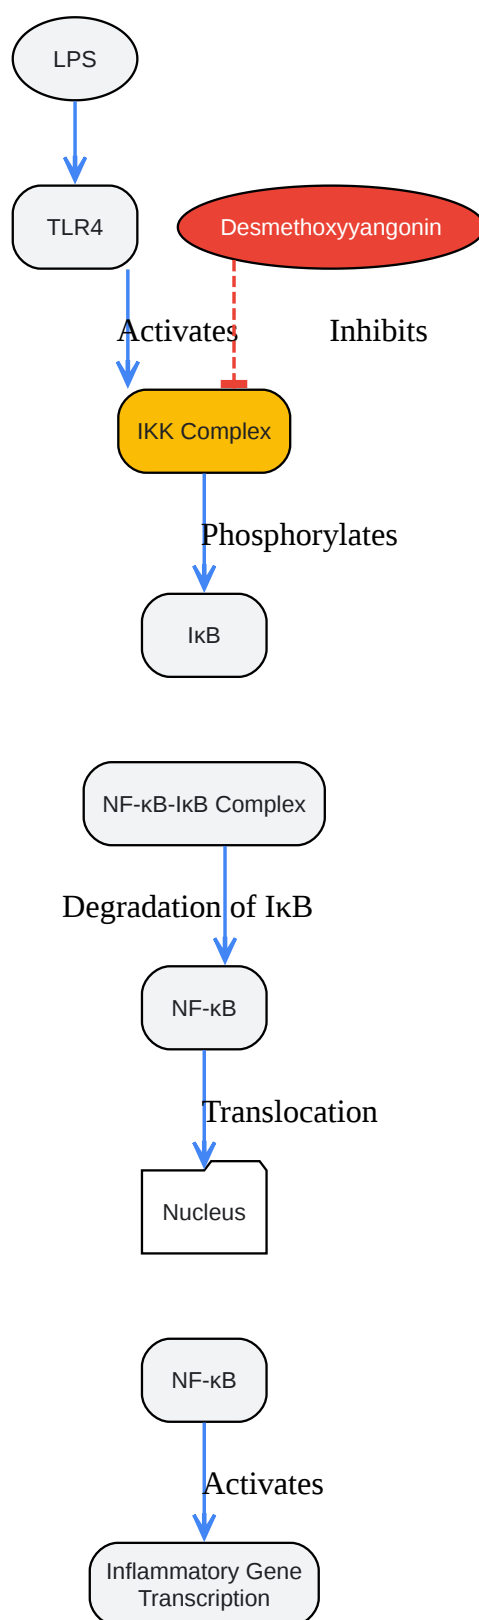 LPS
TLR4
Desmethoxyyangonin
Activates
Inhibits
IKK Complex
Phosphorylates
IκB
NF-κB-IκB Complex
Degradation of IκB
NF-κB
Translocation
Nucleus
NF-κB
Activates
Inflammatory Gene
Transcription